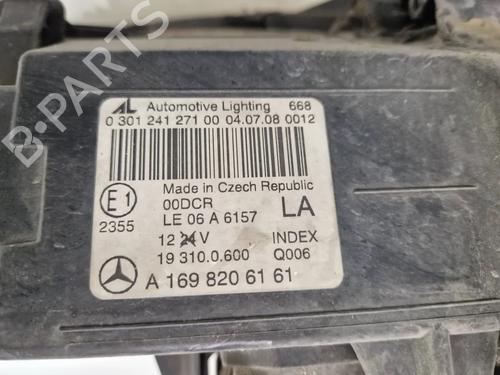 AL Automotive Lighting 668
0 301 241 271 00 04.07.08 0012
Made in Czech Republic
E1 00DCR
2355 LE 06 A 6157 LA
12 24 V INDEX
19 310.0.600 Q006
A 169 820 61 61
B-PARTS